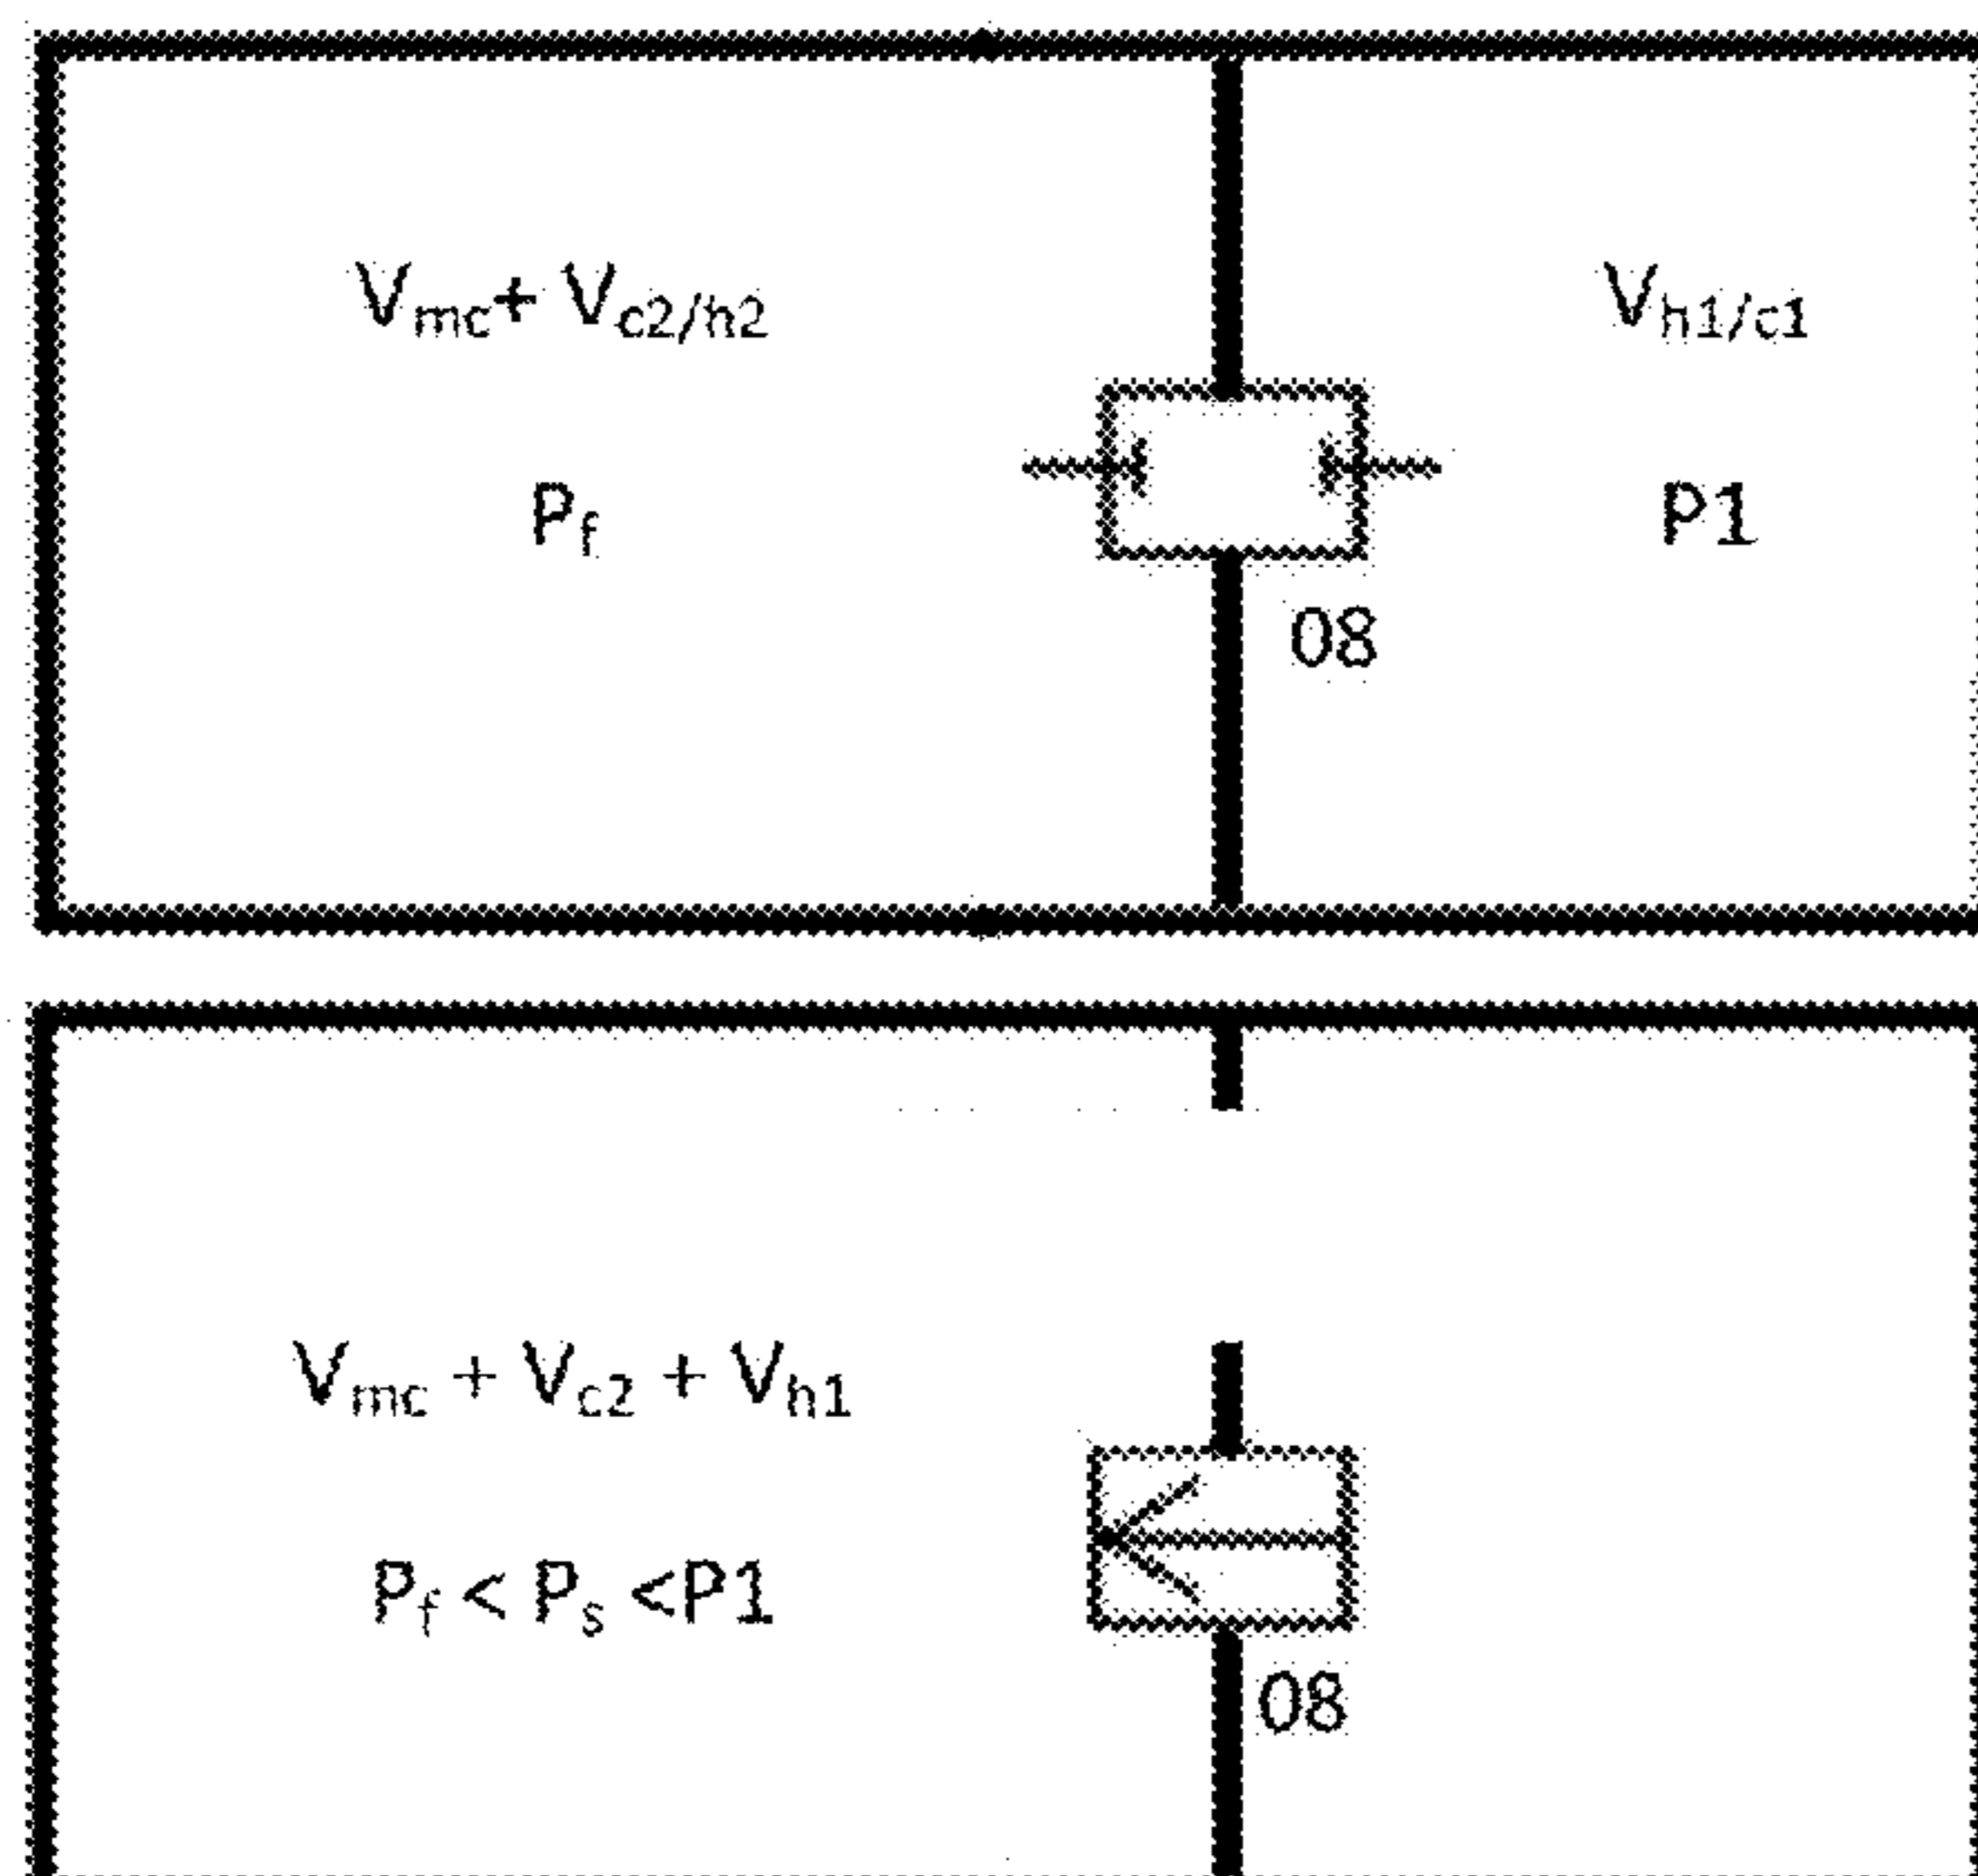 Vmc+ Vc2/h2
Vh1/c1
Pf
P1
08
Vmc + Vc2 + Vh1
Pf < Ps <P1
08